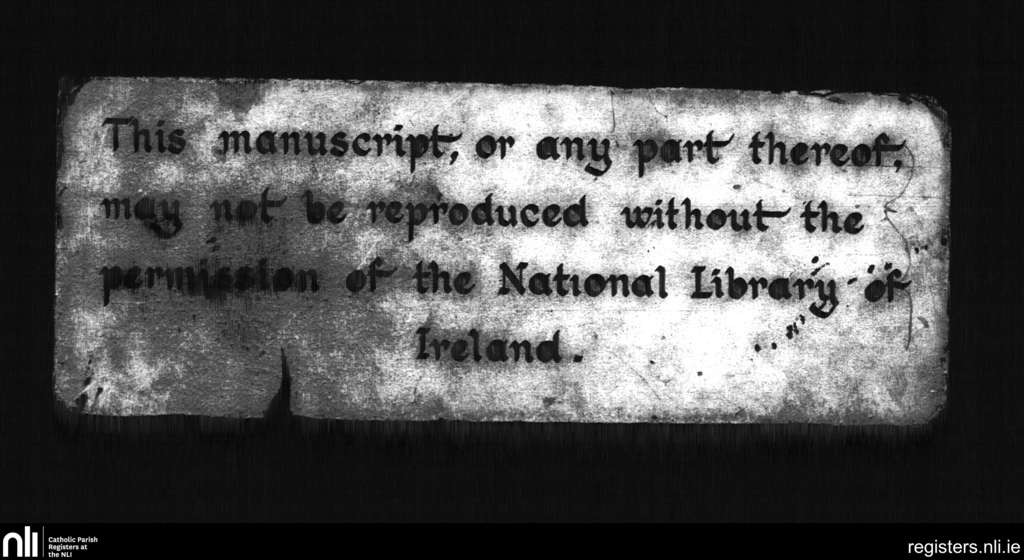 This manuscript, or any part thereof,
may not be reproduced without the
permission of the National Library of
Ireland.
nli
Catholic Parish
Registers at
the NLI
registers.nli.ie